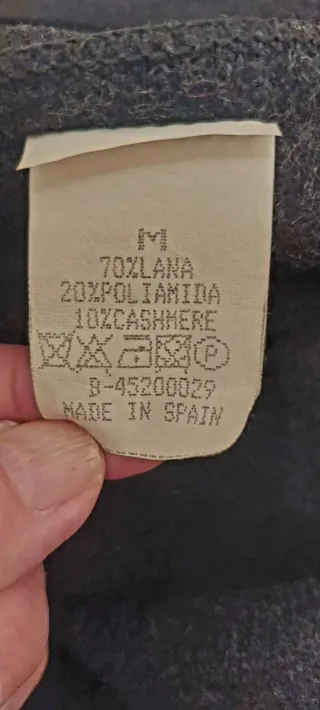 M
70%LANA
20%POLIAMIDA
10%CASHMERE
P
B-45200029
MADE IN SPAIN